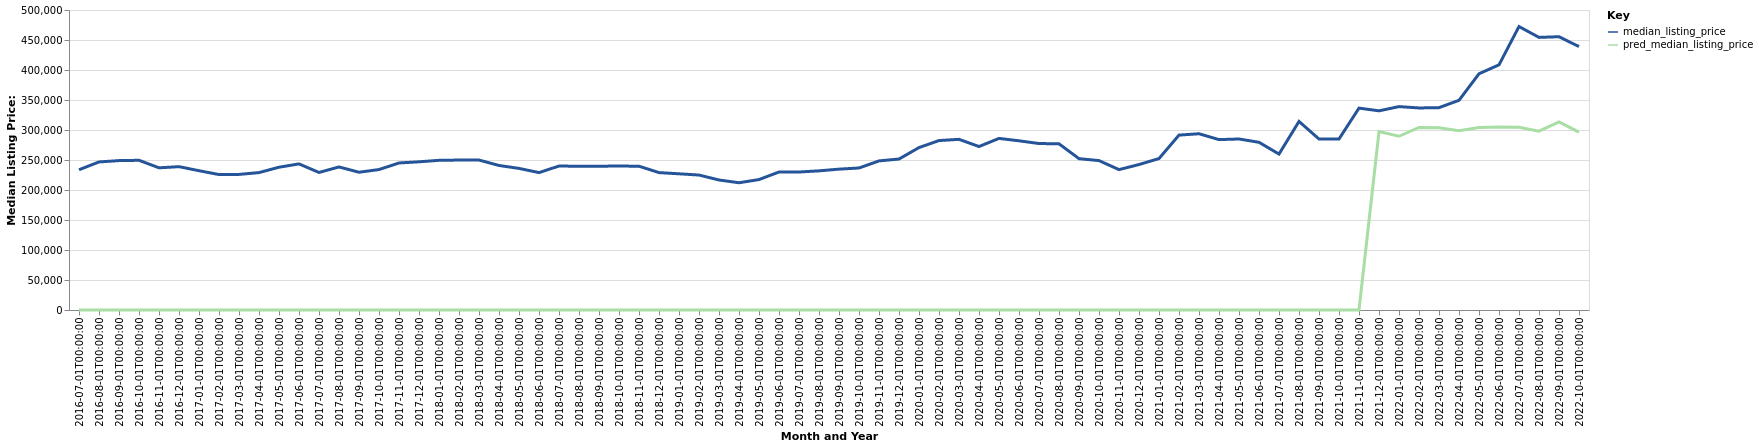 500,000
450,000
400,000
350,000
300,000
250,000
200,000
150,000
100,000
50,000
0
Median Listing Price:
2016-07-01T00:00:00
2016-08-01T00:00:00
2016-09-01T00:00:00
2016-10-01T00:00:00
2016-11-01T00:00:00
2016-12-01T00:00:00
2017-01-01T00:00:00
2017-02-01T00:00:00
2017-03-01T00:00:00
2017-04-01T00:00:00
2017-05-01T00:00:00
2017-06-01T00:00:00
2017-07-01T00:00:00
2017-08-01T00:00:00
2017-09-01T00:00:00
2017-10-01T00:00:00
2017-11-01T00:00:00
2017-12-01T00:00:00
2018-01-01T00:00:00
2018-02-01T00:00:00
2018-03-01T00:00:00
2018-04-01T00:00:00
2018-05-01T00:00:00
2018-06-01T00:00:00
2018-07-01T00:00:00
2018-08-01T00:00:00
2018-09-01T00:00:00
2018-10-01T00:00:00
2018-11-01T00:00:00
2018-12-01T00:00:00
2019-01-01T00:00:00
2019-02-01T00:00:00
2019-03-01T00:00:00
2019-04-01T00:00:00
2019-05-01T00:00:00
2019-06-01T00:00:00
2019-07-01T00:00:00
2019-08-01T00:00:00
2019-09-01T00:00:00
2019-10-01T00:00:00
2019-11-01T00:00:00
2019-12-01T00:00:00
2020-01-01T00:00:00
2020-02-01T00:00:00
2020-03-01T00:00:00
2020-04-01T00:00:00
2020-05-01T00:00:00
2020-06-01T00:00:00
2020-07-01T00:00:00
2020-08-01T00:00:00
2020-09-01T00:00:00
2020-10-01T00:00:00
2020-11-01T00:00:00
2020-12-01T00:00:00
2021-01-01T00:00:00
2021-02-01T00:00:00
2021-03-01T00:00:00
2021-04-01T00:00:00
2021-05-01T00:00:00
2021-06-01T00:00:00
2021-07-01T00:00:00
2021-08-01T00:00:00
2021-09-01T00:00:00
2021-10-01T00:00:00
2021-11-01T00:00:00
2021-12-01T00:00:00
2022-01-01T00:00:00
2022-02-01T00:00:00
2022-03-01T00:00:00
2022-04-01T00:00:00
2022-05-01T00:00:00
2022-06-01T00:00:00
2022-07-01T00:00:00
2022-08-01T00:00:00
2022-09-01T00:00:00
2022-10-01T00:00:00
Month and Year
Key
median_listing_price
pred_median_listing_price